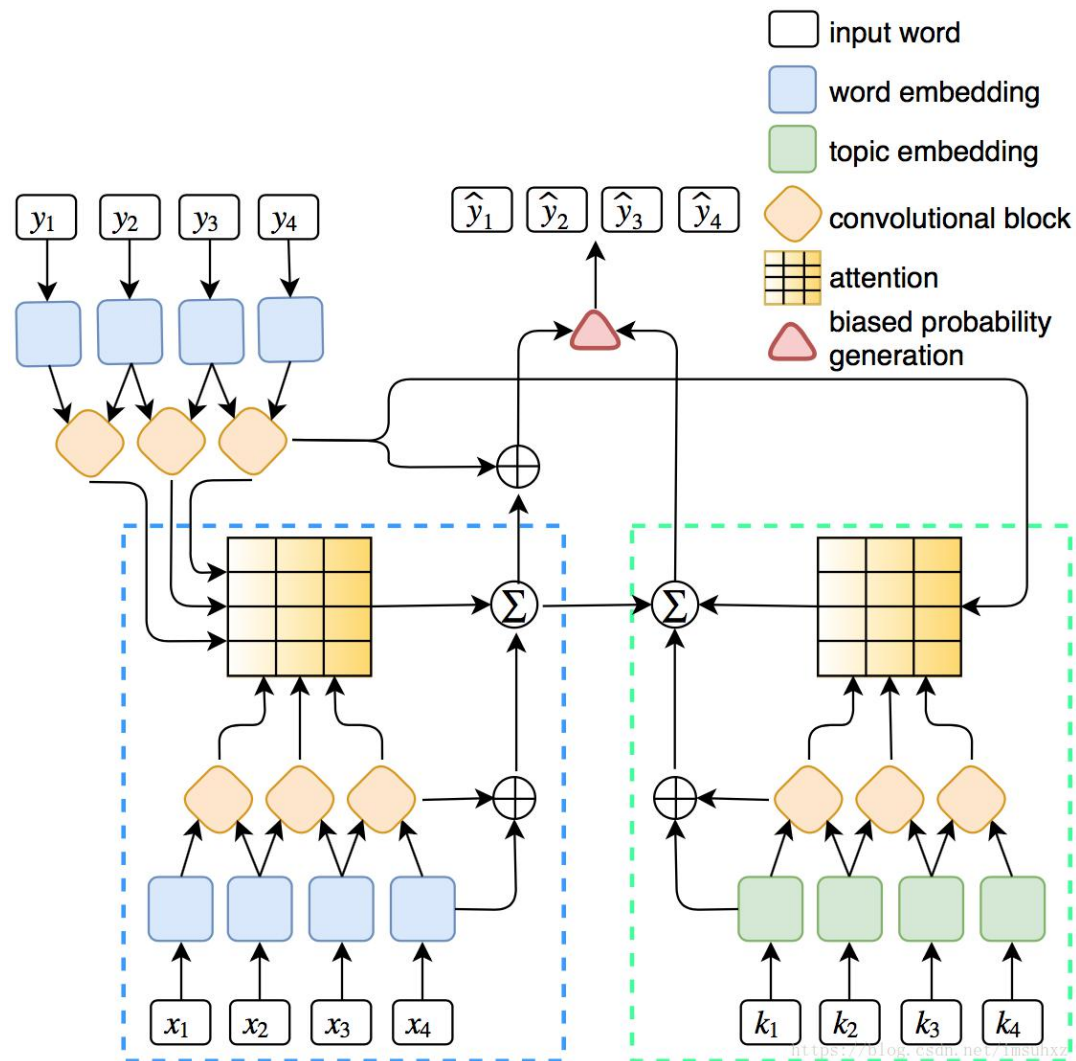 input word
word embedding
topic embedding
convolutional block
attention
biased probability
generation
y₁ y₂ y₃ y₄
ŷ₁ ŷ₂ ŷ₃ ŷ₄
Σ Σ
x₁ x₂ x₃ x₄
k₁ k₂ k₃ k₄
https://blog.csdn.net/imsuhxz